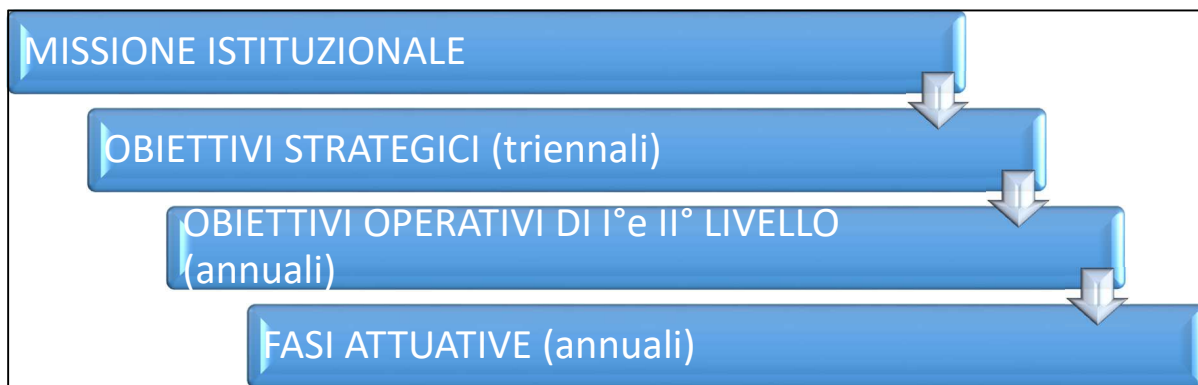 MISSIONE ISTITUZIONALE
OBIETTIVI STRATEGICI (triennali)
OBIETTIVI OPERATIVI DI I°e II° LIVELLO
(annuali)
FASI ATTUATIVE (annuali)